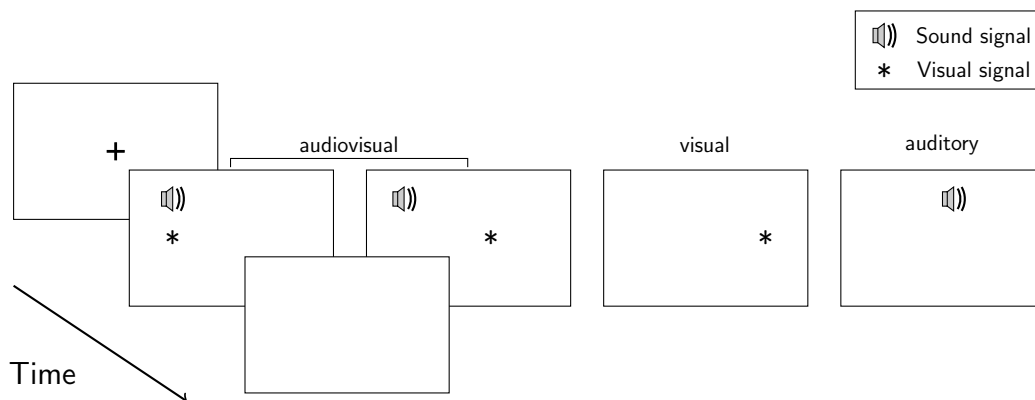 Sound signal
* Visual signal
audiovisual
visual
auditory
+
*
*
*
Time